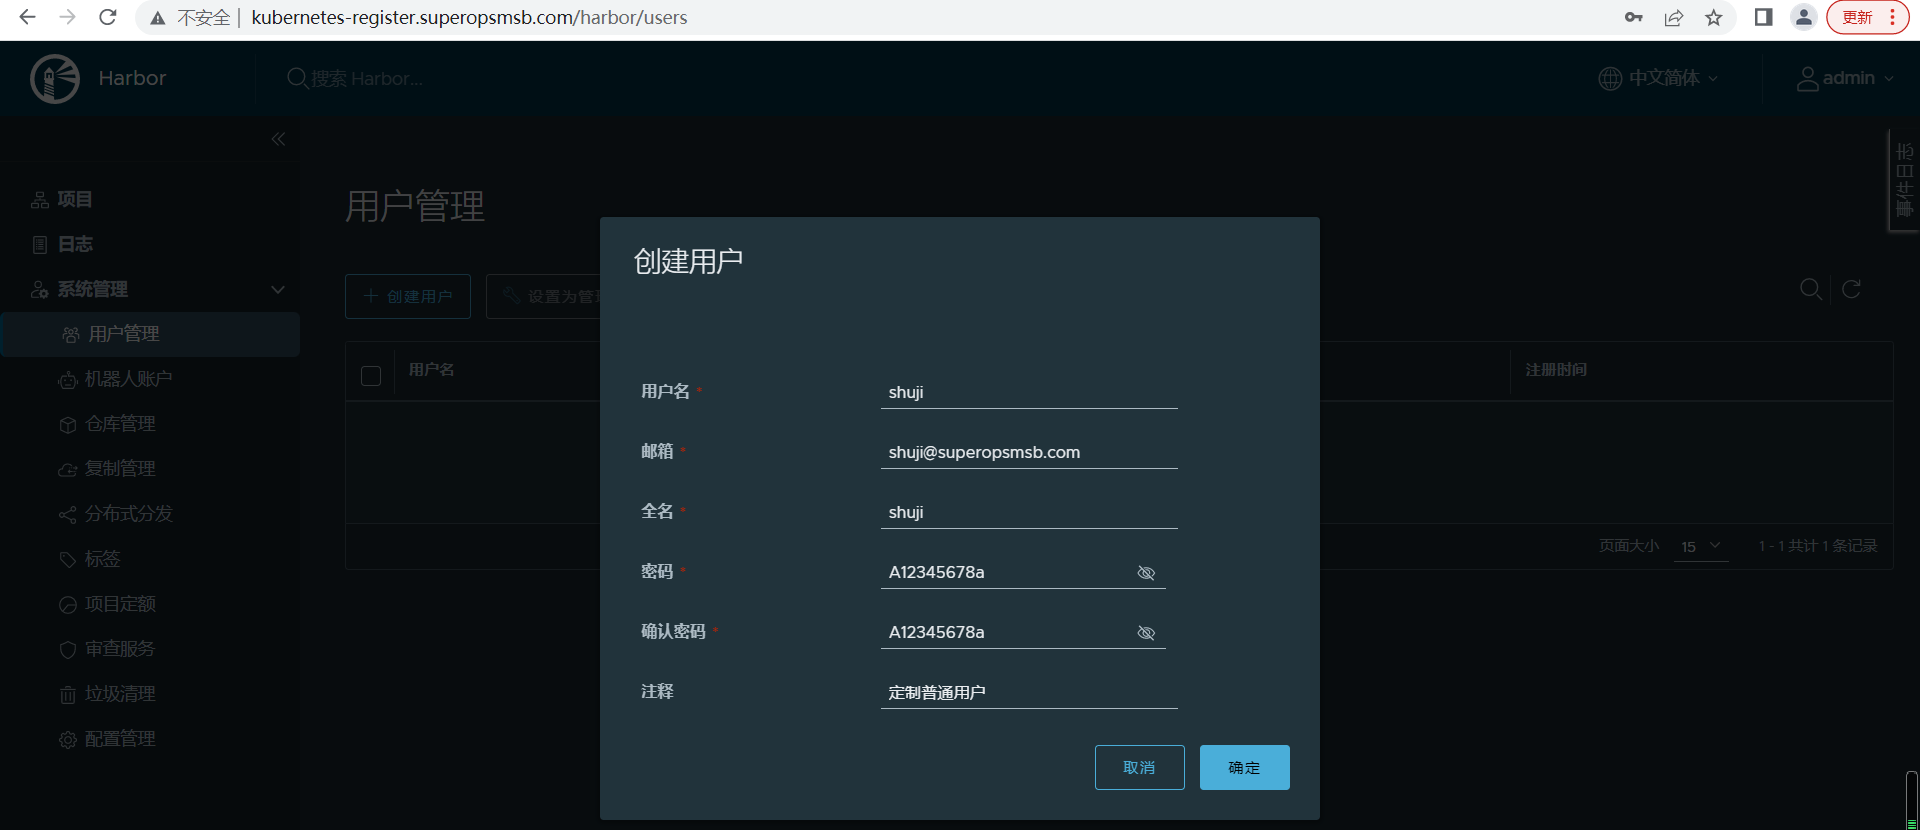 不安全 kubernetes-register.superopsmsb.com/harbor/users 更新
Harbor 搜索 Harbor... 中文简体 admin
事件日志
项目
日志
系统管理
用户管理
机器人账户
仓库管理
复制管理
分布式分发
标签
项目定额
审查服务
垃圾清理
配置管理
用户管理
创建用户 设置为管
用户名 注册时间
页面大小 15 1 - 1 共计 1 条记录
创建用户
用户名 * shuji
邮箱 * shuji@superopsmsb.com
全名 * shuji
密码 * A12345678a
确认密码 * A12345678a
注释 定制普通用户
取消 确定